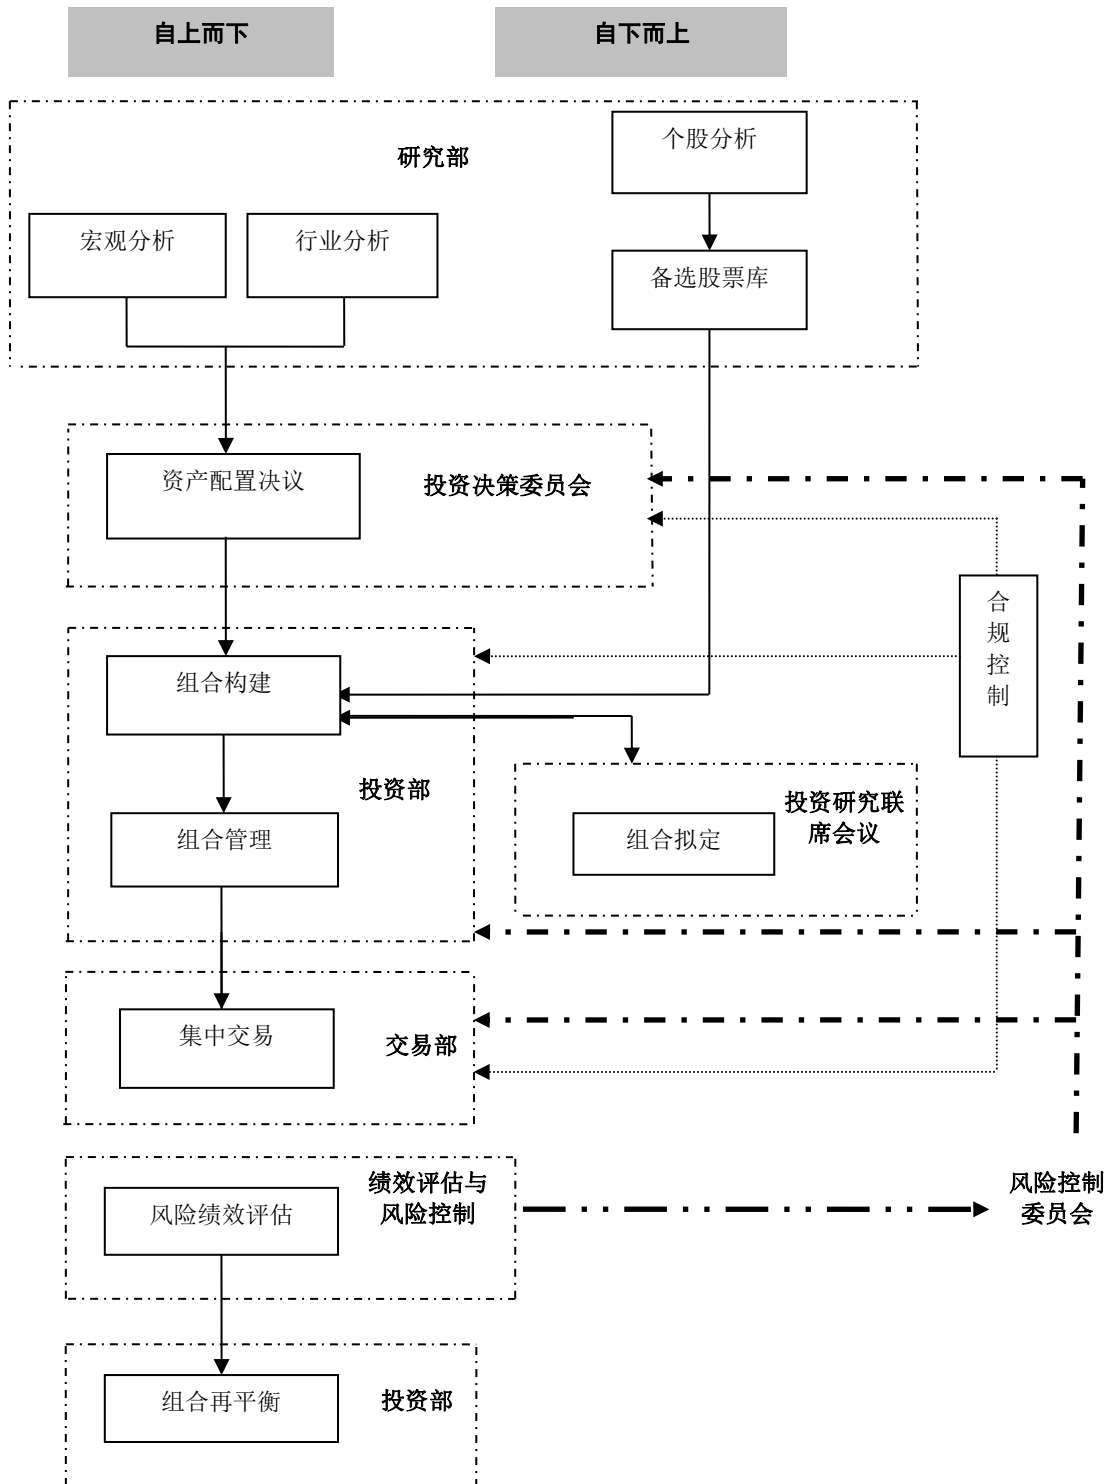 自上而下
自下而上
研究部
个股分析
宏观分析
行业分析
备选股票库
资产配置决议
投资决策委员会
合
规
控
制
组合构建
投资部
投资研究联
席会议
组合管理
组合拟定
集中交易
交易部
绩效评估与
风险控制
风险绩效评估
风险控制
委员会
组合再平衡
投资部